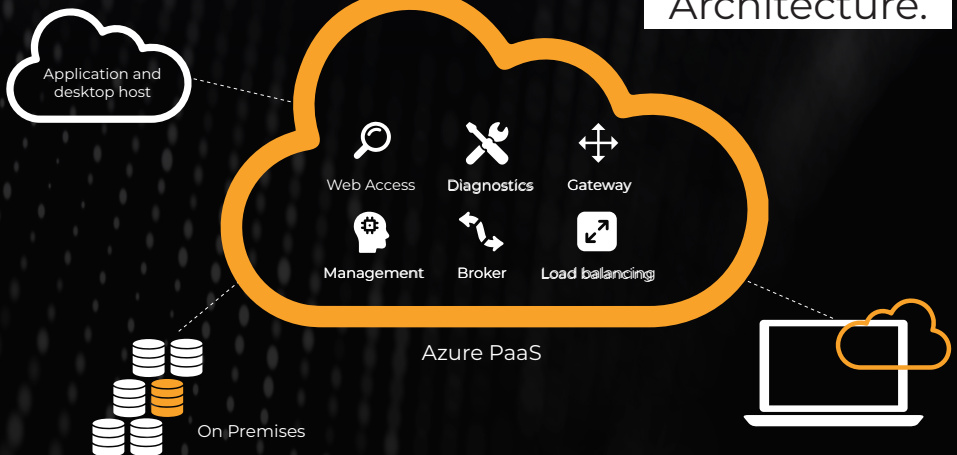 Architecture.
Application and
desktop host
Web Access
Diagnostics
Gateway
Management
Broker
Load balancing
Azure PaaS
On Premises